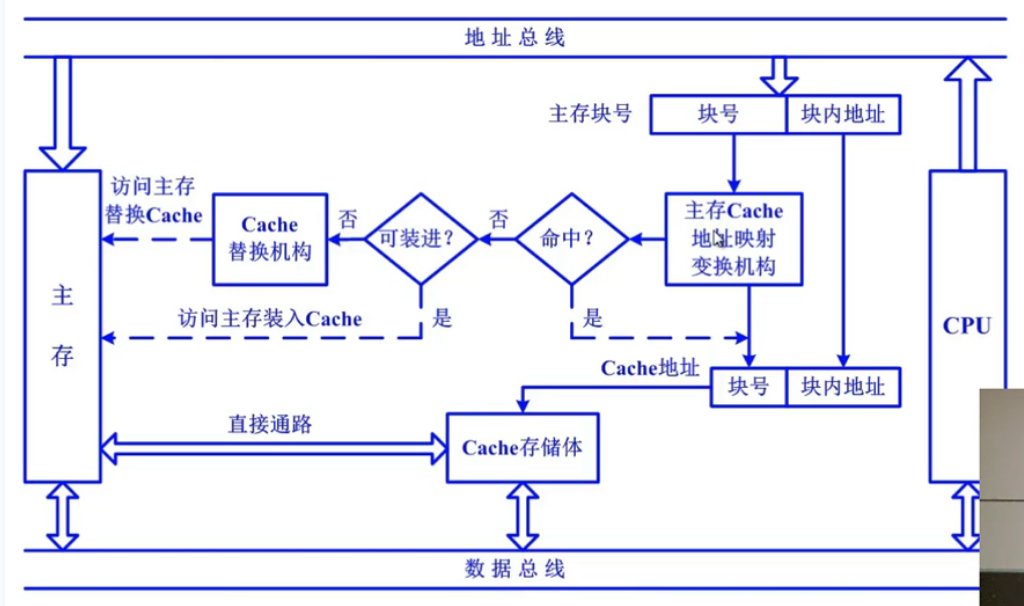 地址总线
主存块号
块号
块内地址
访问主存
替换Cache
Cache
替换机构
否
可装进？
否
命中？
主存Cache
地址映射
变换机构
主
存
访问主存装入Cache
是
是
CPU
Cache地址
块号
块内地址
直接通路
Cache存储体
数据总线